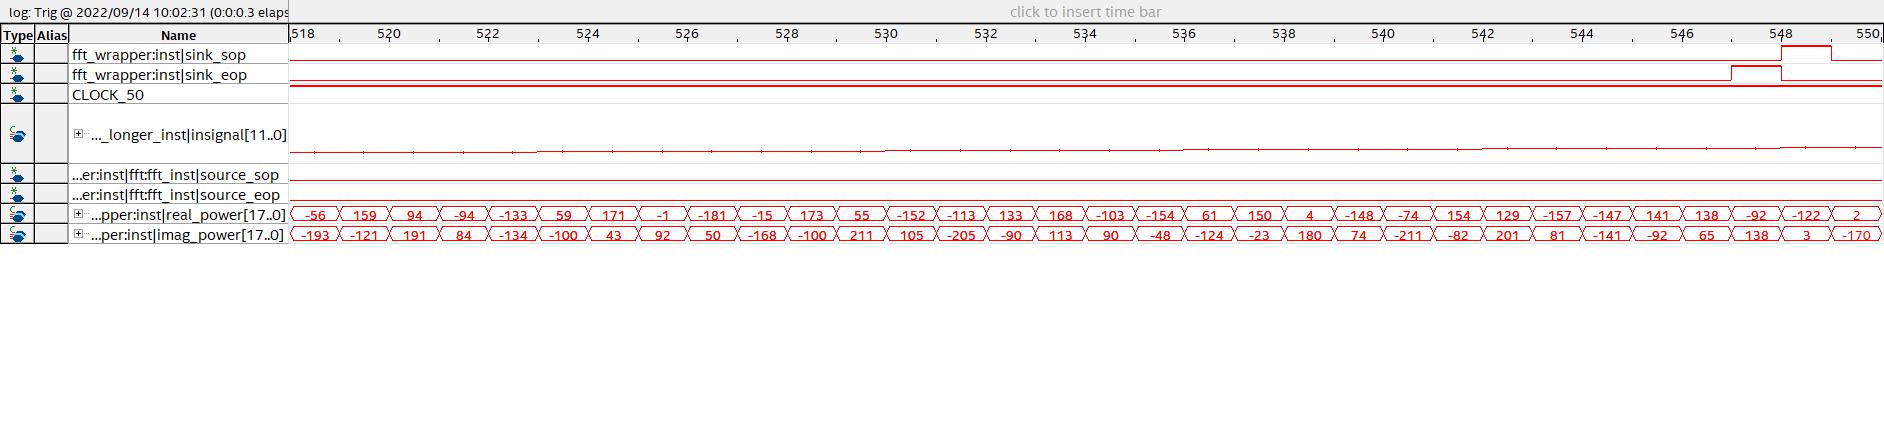 log: Trig @ 2022/09/14 10:02:31 (0:0:0.3 elaps click to insert time bar
Type Alias Name 518 520 522 524 526 528 530 532 534 536 538 540 542 544 546 548 550
fft_wrapper:inst|sink_sop
fft_wrapper:inst|sink_eop
CLOCK_50
..._longer_inst|insignal[11..0]
...er:inst|fft:fft_inst|source_sop
...er:inst|fft:fft_inst|source_eop
...pper:inst|real_power[17..0] -56 159 94 -94 -133 59 171 -1 -181 -15 173 55 -152 -113 133 168 -103 -154 61 150 4 -148 -74 154 129 -157 -147 141 138 -92 -122 2
...per:inst|imag_power[17..0] -193 -121 191 84 -134 -100 43 92 50 -168 -100 211 105 -205 -90 113 90 -48 -124 -23 180 74 -211 -82 201 81 -141 -92 65 138 3 -170